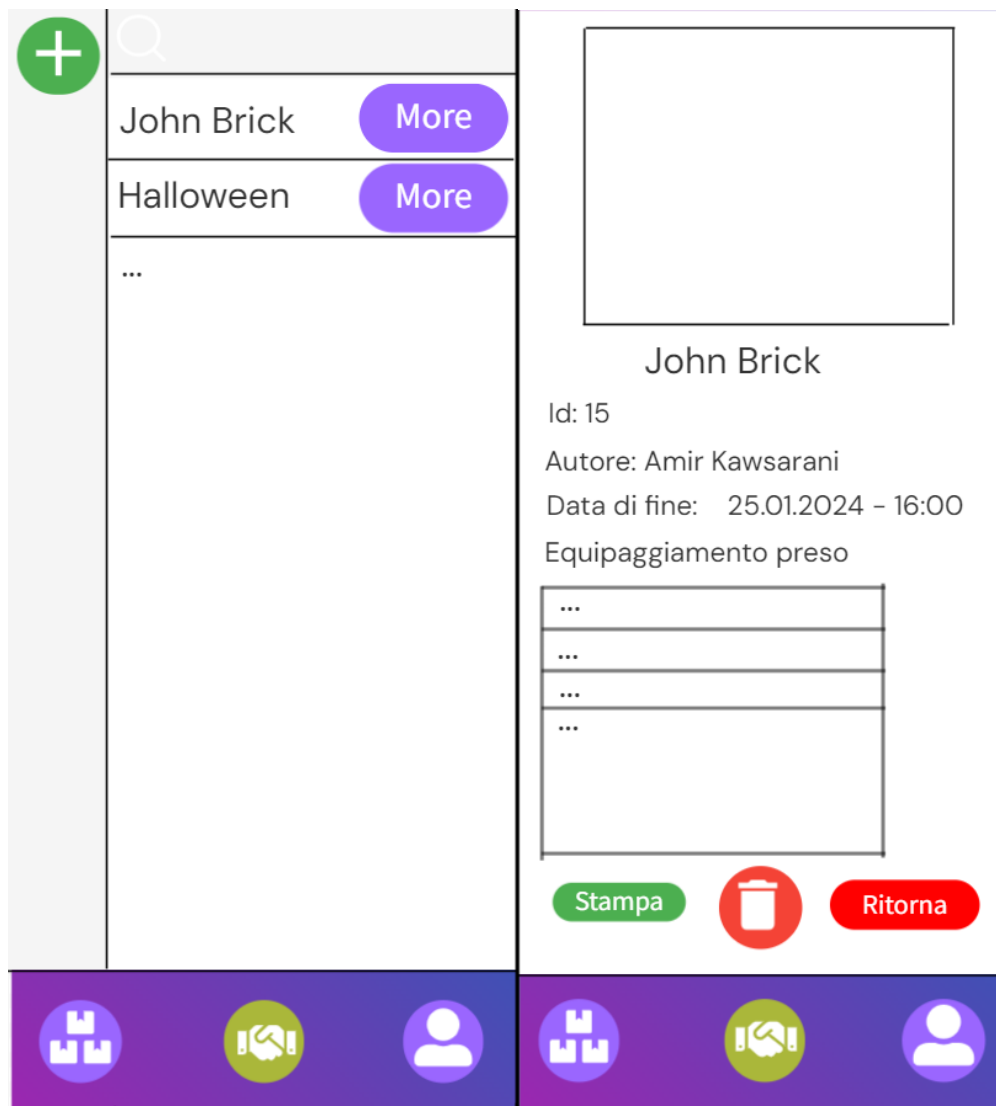 John Brick More
Halloween More
...
John Brick
Id: 15
Autore: Amir Kawsarani
Data di fine: 25.01.2024 - 16:00
Equipaggiamento preso
...
...
...
...
Stampa Ritorna